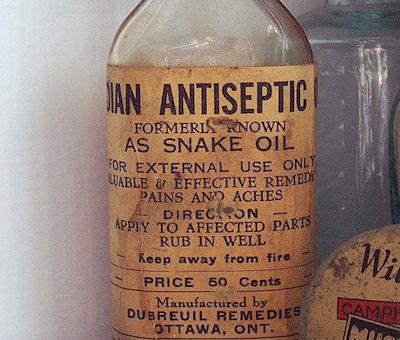 DIAN ANTISEPTIC
FORMERLY KNOWN
AS SNAKE OIL
FOR EXTERNAL USE ONLY
LUABLE & EFFECTIVE REMED
PAINS AND ACHES
— DIRECTION —
APPLY TO AFFECTED PARTS
RUB IN WELL
— Keep away from fire —
— PRICE 50 Cents —
Manufactured by
DUBREUIL REMEDIES
OTTAWA, ONT.
Wil
CAMPH